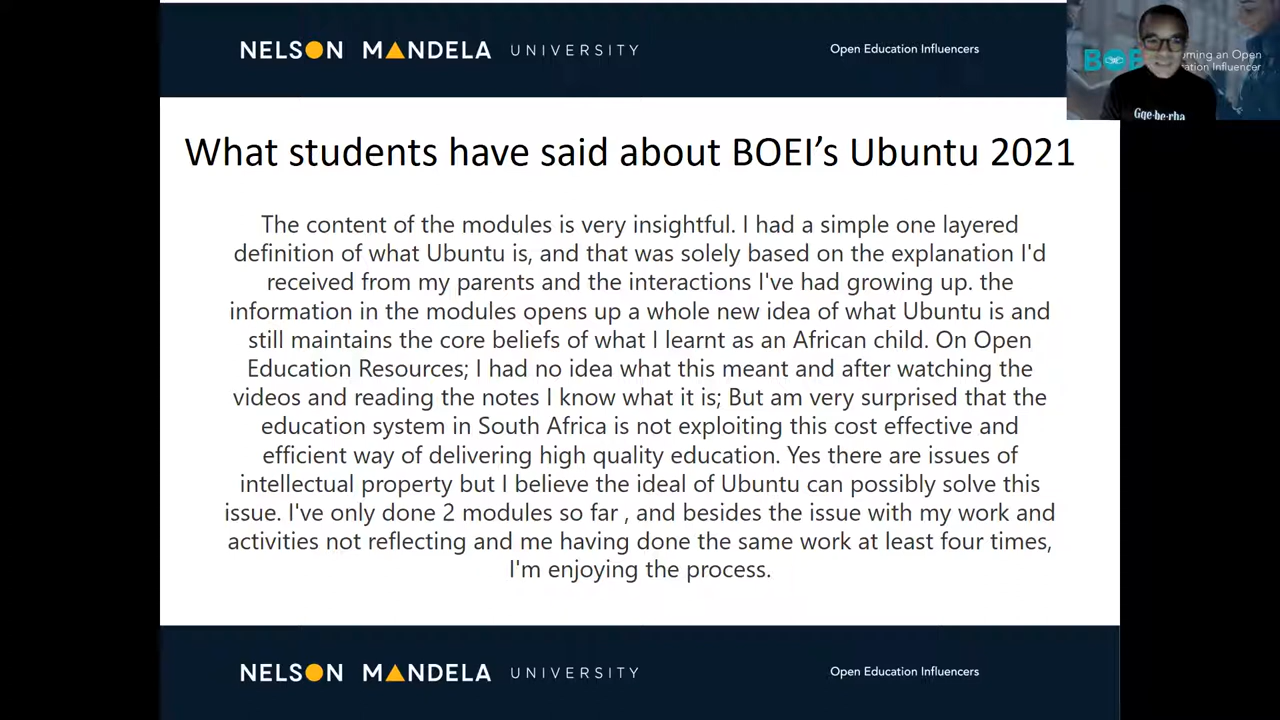 NELSON MANDELA UNIVERSITY
Open Education Influencers
What students have said about BOEI's Ubuntu 2021
The content of the modules is very insightful. I had a simple one layered
definition of what Ubuntu is, and that was solely based on the explanation I'd
received from my parents and the interactions I've had growing up. the
information in the modules opens up a whole new idea of what Ubuntu is and
still maintains the core beliefs of what I learnt as an African child. On Open
Education Resources; I had no idea what this meant and after watching the
videos and reading the notes I know what it is; But am very surprised that the
education system in South Africa is not exploiting this cost effective and
efficient way of delivering high quality education. Yes there are issues of
intellectual property but I believe the ideal of Ubuntu can possibly solve this
issue. I've only done 2 modules so far , and besides the issue with my work and
activities not reflecting and me having done the same work at least four times,
I'm enjoying the process.
NELSON MANDELA UNIVERSITY
Open Education Influencers
an Open
Influencer
Gqe·be·rha